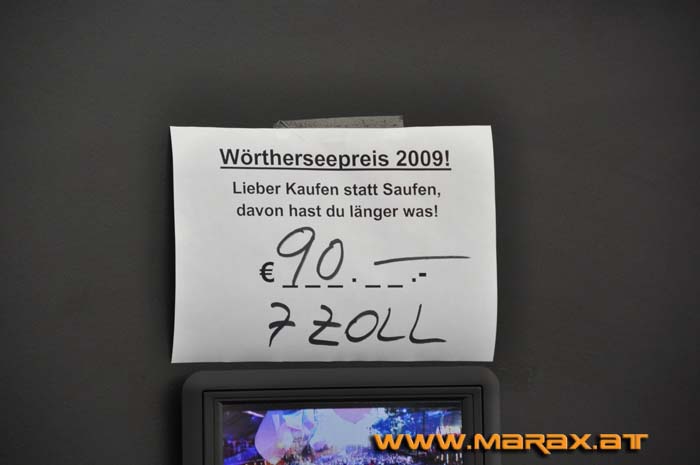 Wörtherseepreis 2009!
Lieber Kaufen statt Saufen,
davon hast du länger was!
€ 90.—.-
7 ZOLL
www.marax.at